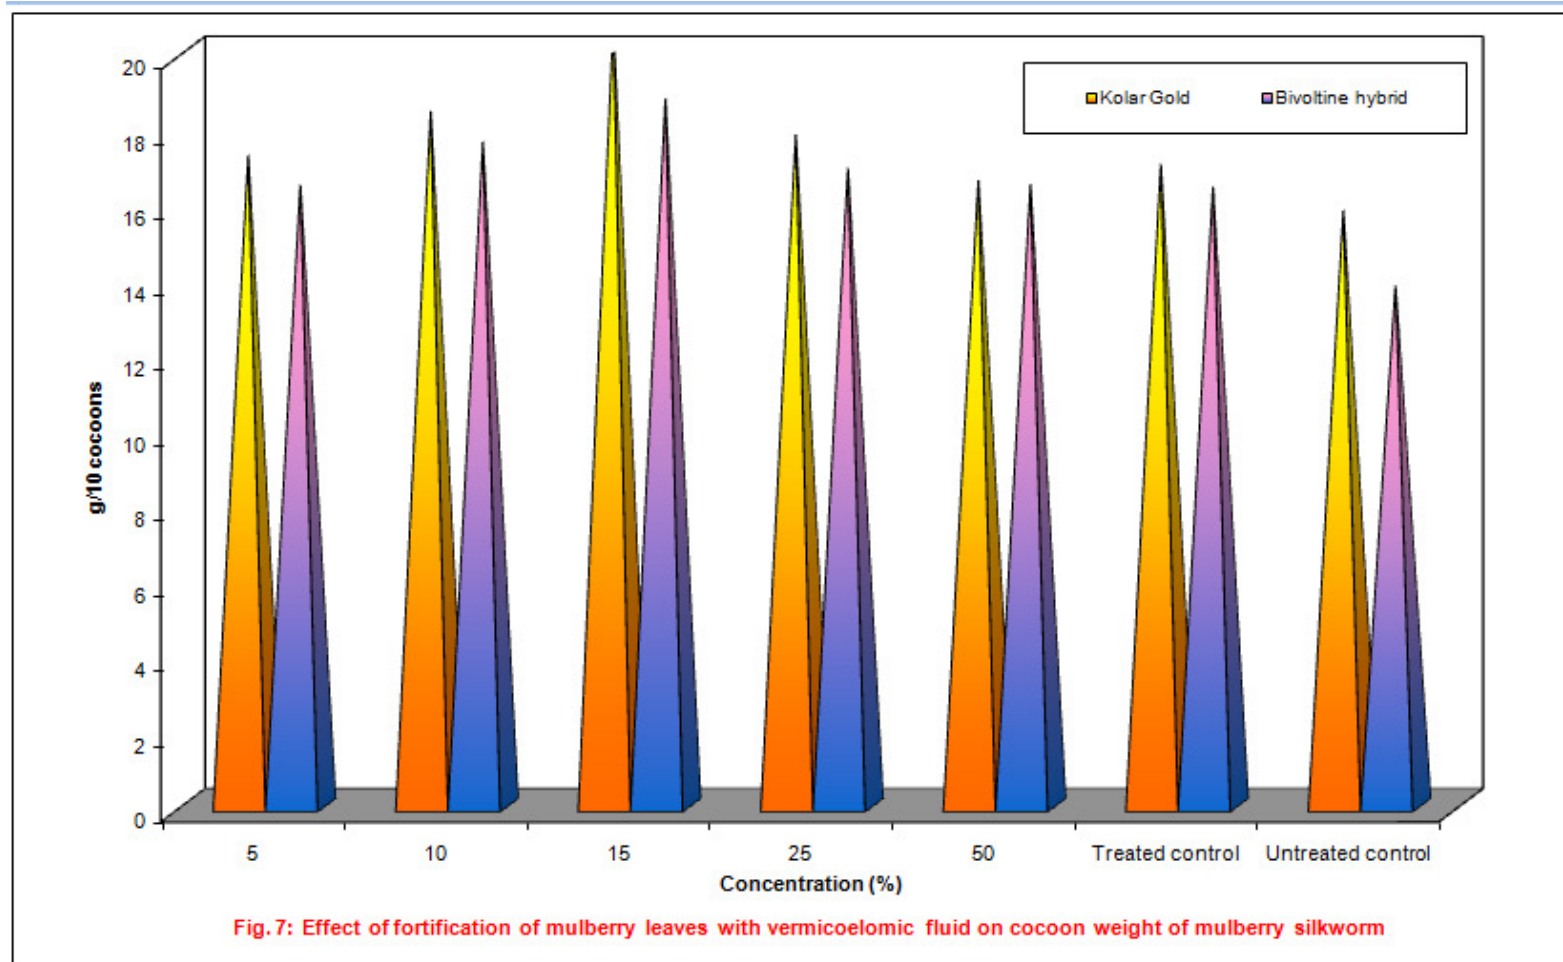 20
18
16
14
12
10
8
6
4
2
0
g/10 cocoons
Kolar Gold Bivoltine hybrid
5 10 15 25 50 Treated control Untreated control
Concentration (%)
Fig. 7: Effect of fortification of mulberry leaves with vermicoelomic fluid on cocoon weight of mulberry silkworm